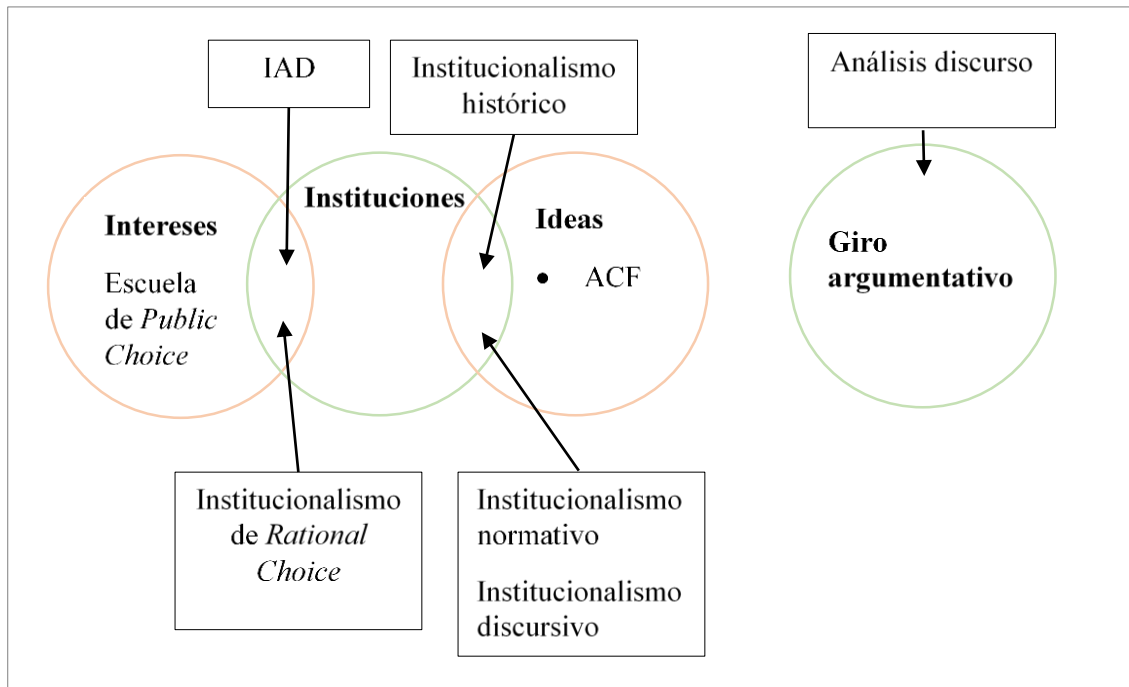 IAD
Institucionalismo
histórico
Análisis discurso
Instituciones
Intereses
Escuela
de Public
Choice
Ideas
• ACF
Giro
argumentativo
Institucionalismo
de Rational
Choice
Institucionalismo
normativo
Institucionalismo
discursivo